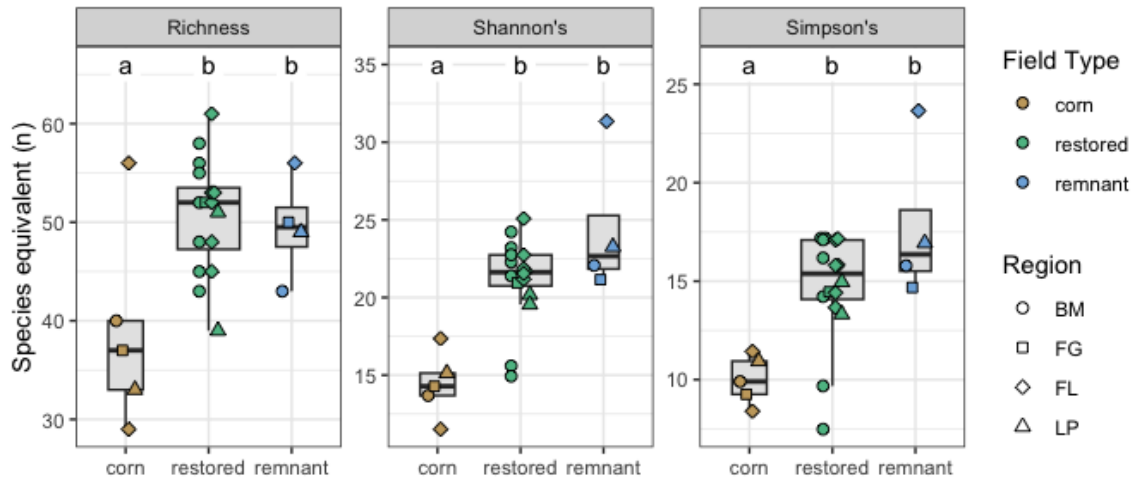 Richness
Shannon's
Simpson's
a b b
a b b
a b b
Species equivalent (n)
60
50
40
30
35
30
25
20
15
25
20
15
10
corn restored remnant
corn restored remnant
corn restored remnant
Field Type
corn
restored
remnant
Region
BM
FG
FL
LP